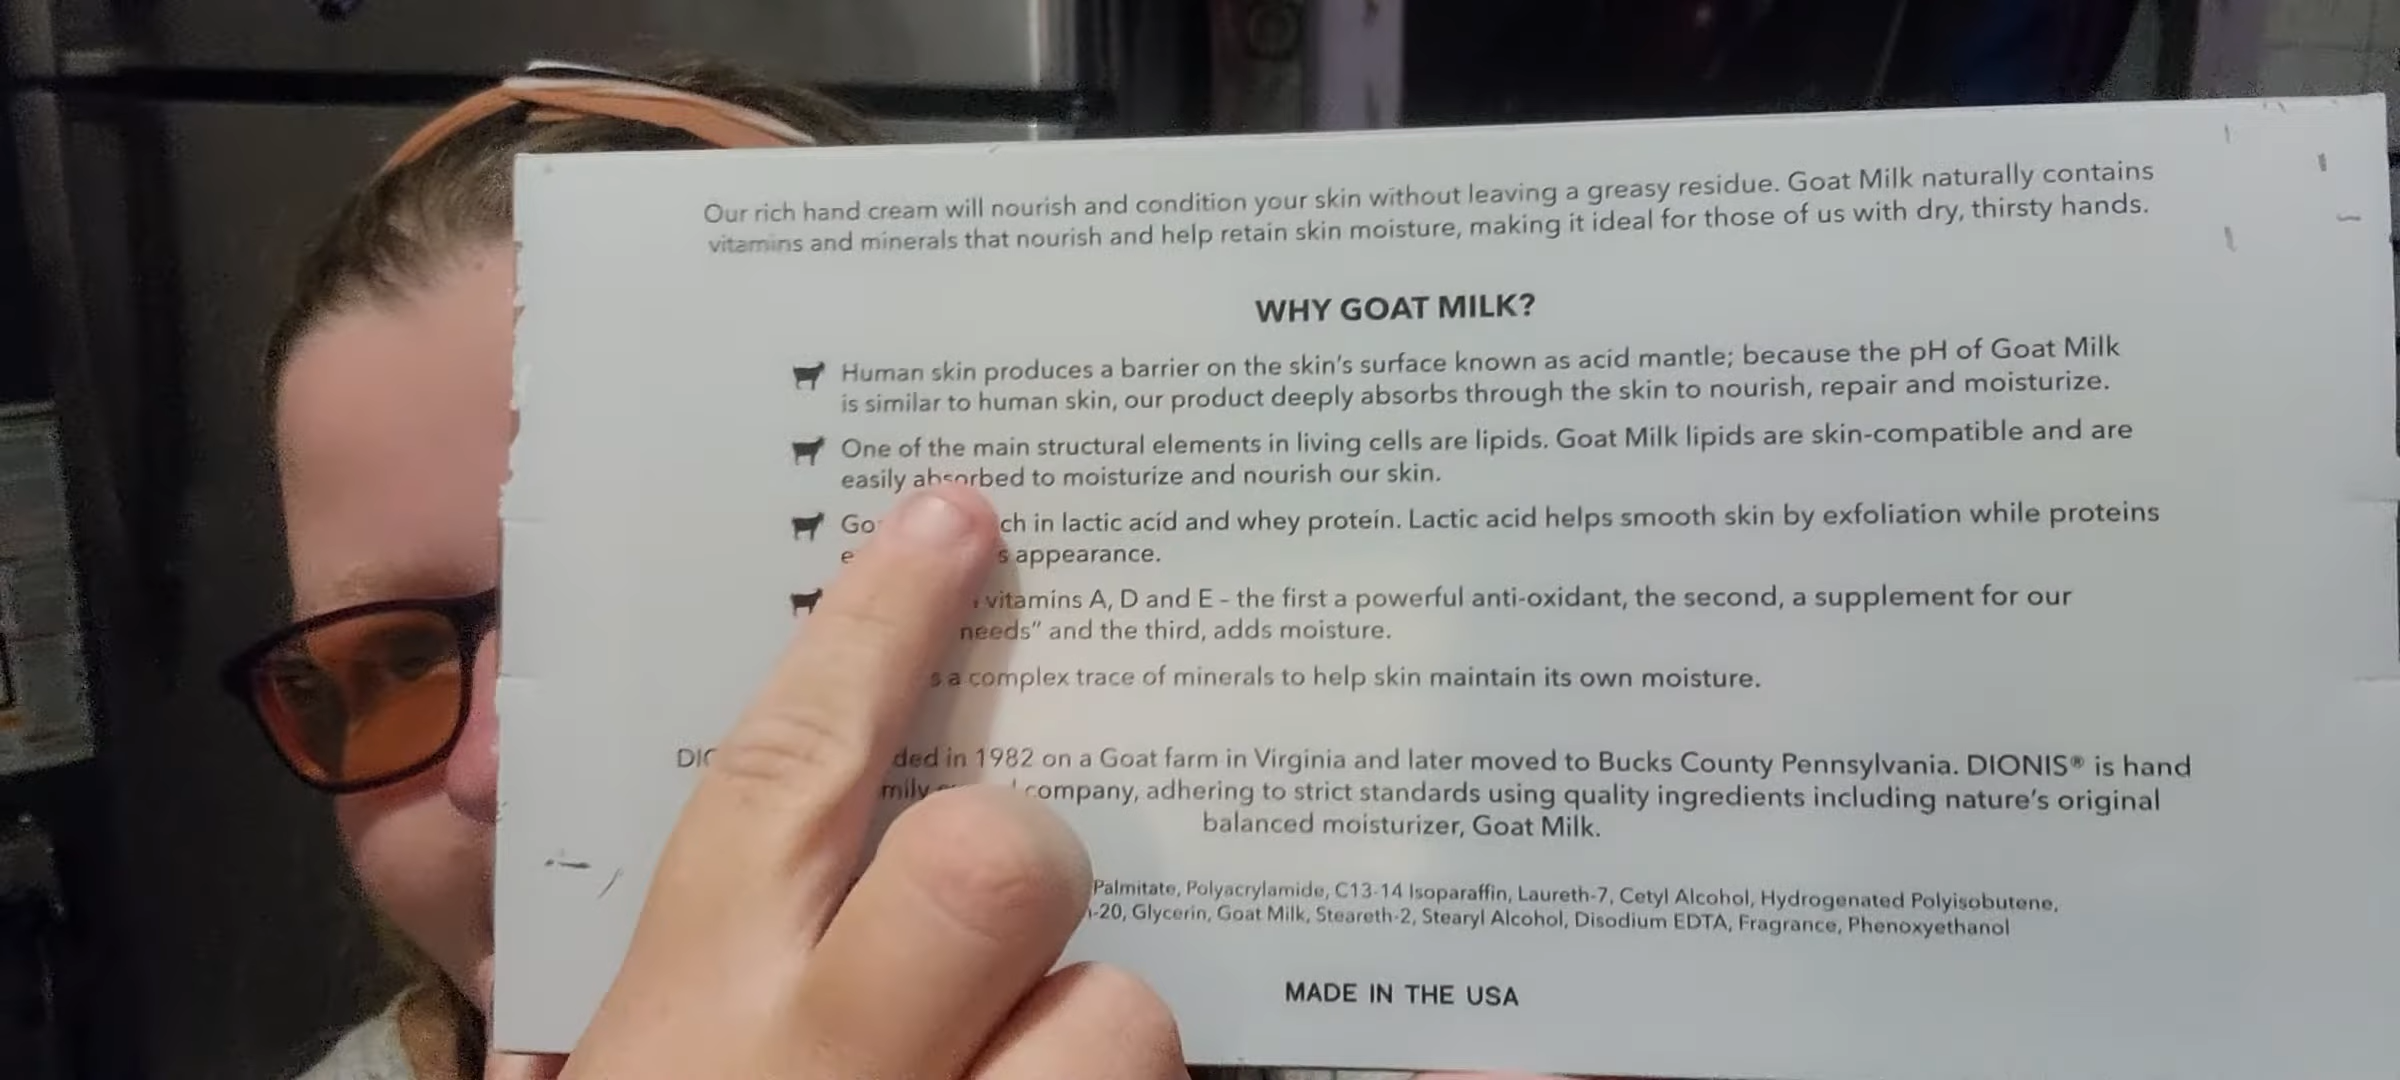 Our rich hand cream will nourish and condition your skin without leaving a greasy residue. Goat Milk naturally contains
vitamins and minerals that nourish and help retain skin moisture, making it ideal for those of us with dry, thirsty hands.
WHY GOAT MILK?
Human skin produces a barrier on the skin's surface known as acid mantle; because the pH of Goat Milk
is similar to human skin, our product deeply absorbs through the skin to nourish, repair and moisturize.
One of the main structural elements in living cells are lipids. Goat Milk lipids are skin-compatible and are
easily absorbed to moisturize and nourish our skin.
in lactic acid and whey protein. Lactic acid helps smooth skin by exfoliation while proteins
appearance.
vitamins A, D and E - the first a powerful anti-oxidant, the second, a supplement for our
needs" and the third, adds moisture.
a complex trace of minerals to help skin maintain its own moisture.
in 1982 on a Goat farm in Virginia and later moved to Bucks County Pennsylvania. DIONIS® is hand
company, adhering to strict standards using quality ingredients including nature's original
balanced moisturizer, Goat Milk.
Palmitate, Polyacrylamide, C13-14 Isoparaffin, Laureth-7, Cetyl Alcohol, Hydrogenated Polyisobutene,
-20, Glycerin, Goat Milk, Steareth-2, Stearyl Alcohol, Disodium EDTA, Fragrance, Phenoxyethanol
MADE IN THE USA